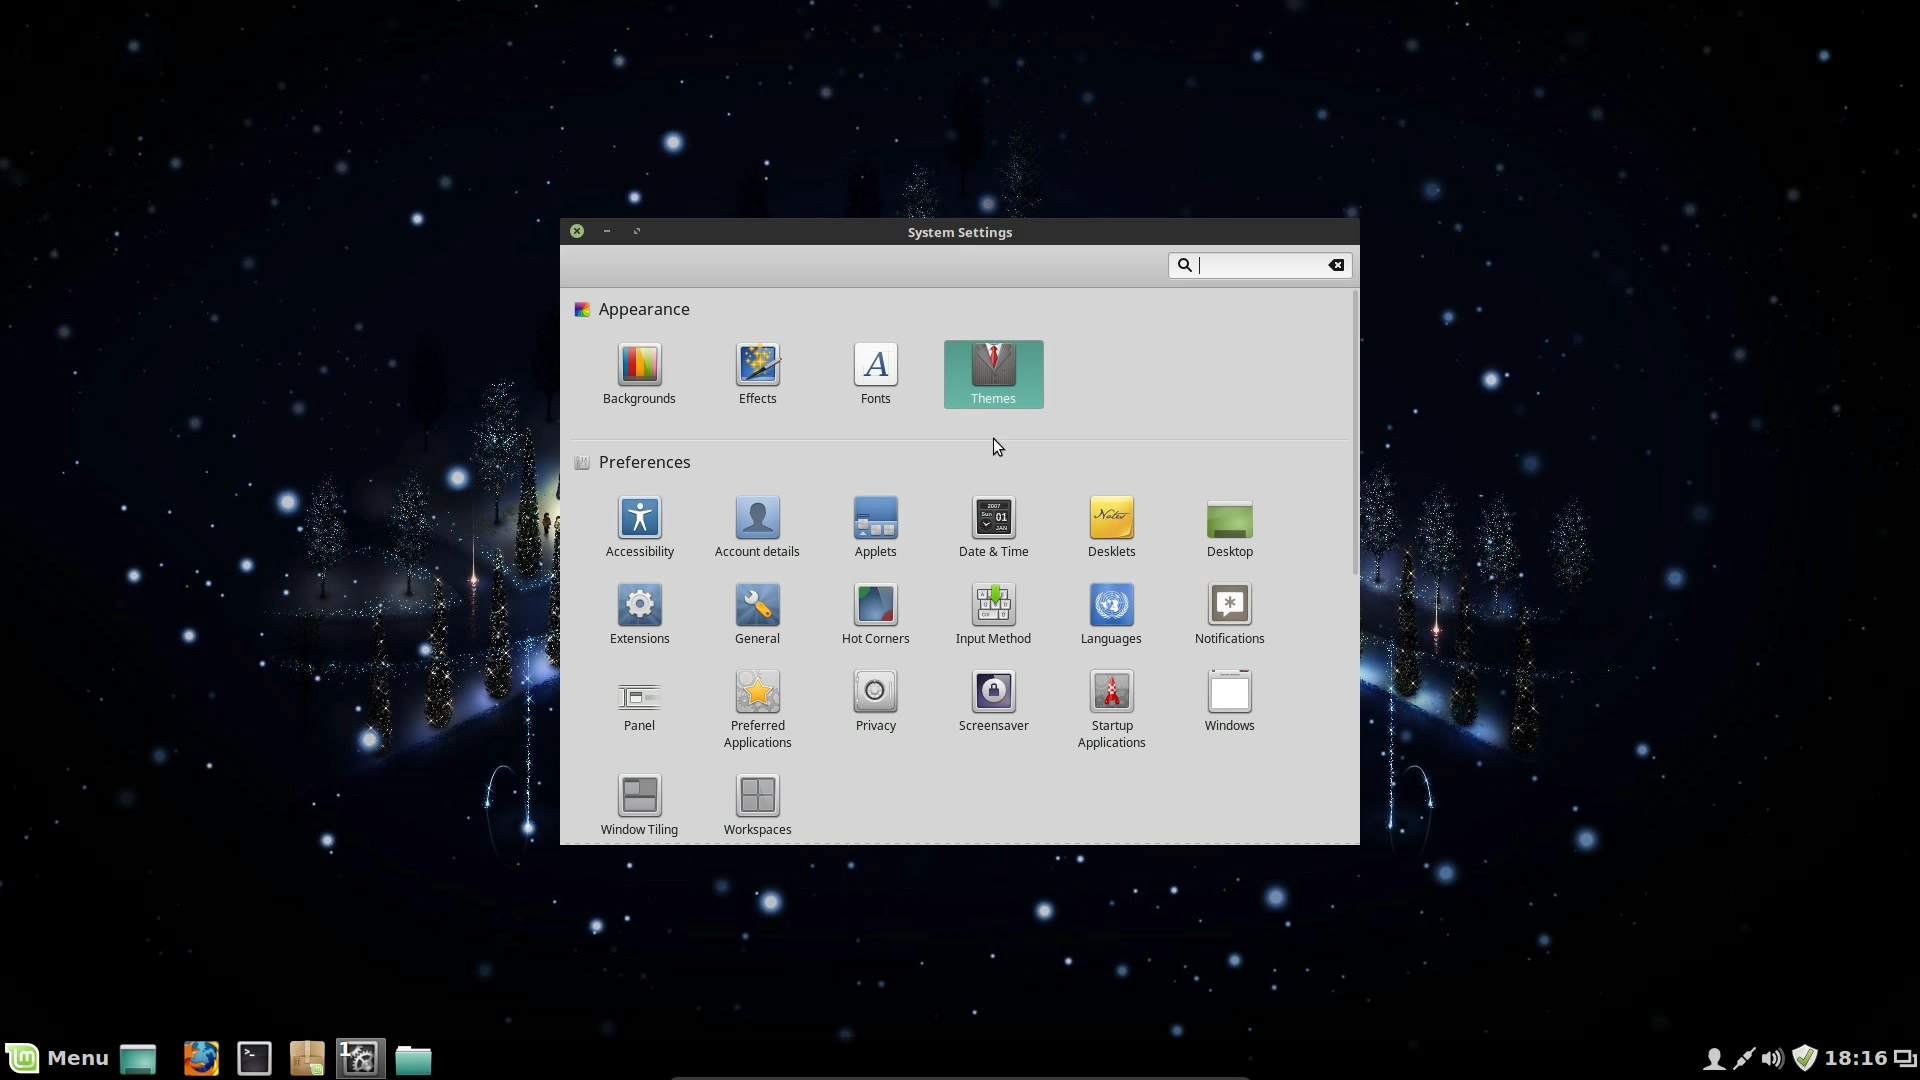 System Settings
Appearance
Backgrounds
Effects
Fonts
Themes
Preferences
Accessibility
Account details
Applets
Date & Time
Desklets
Desktop
Extensions
General
Hot Corners
Input Method
Languages
Notifications
Panel
Preferred
Applications
Privacy
Screensaver
Startup
Applications
Windows
Window Tiling
Workspaces
Menu
1
18:16